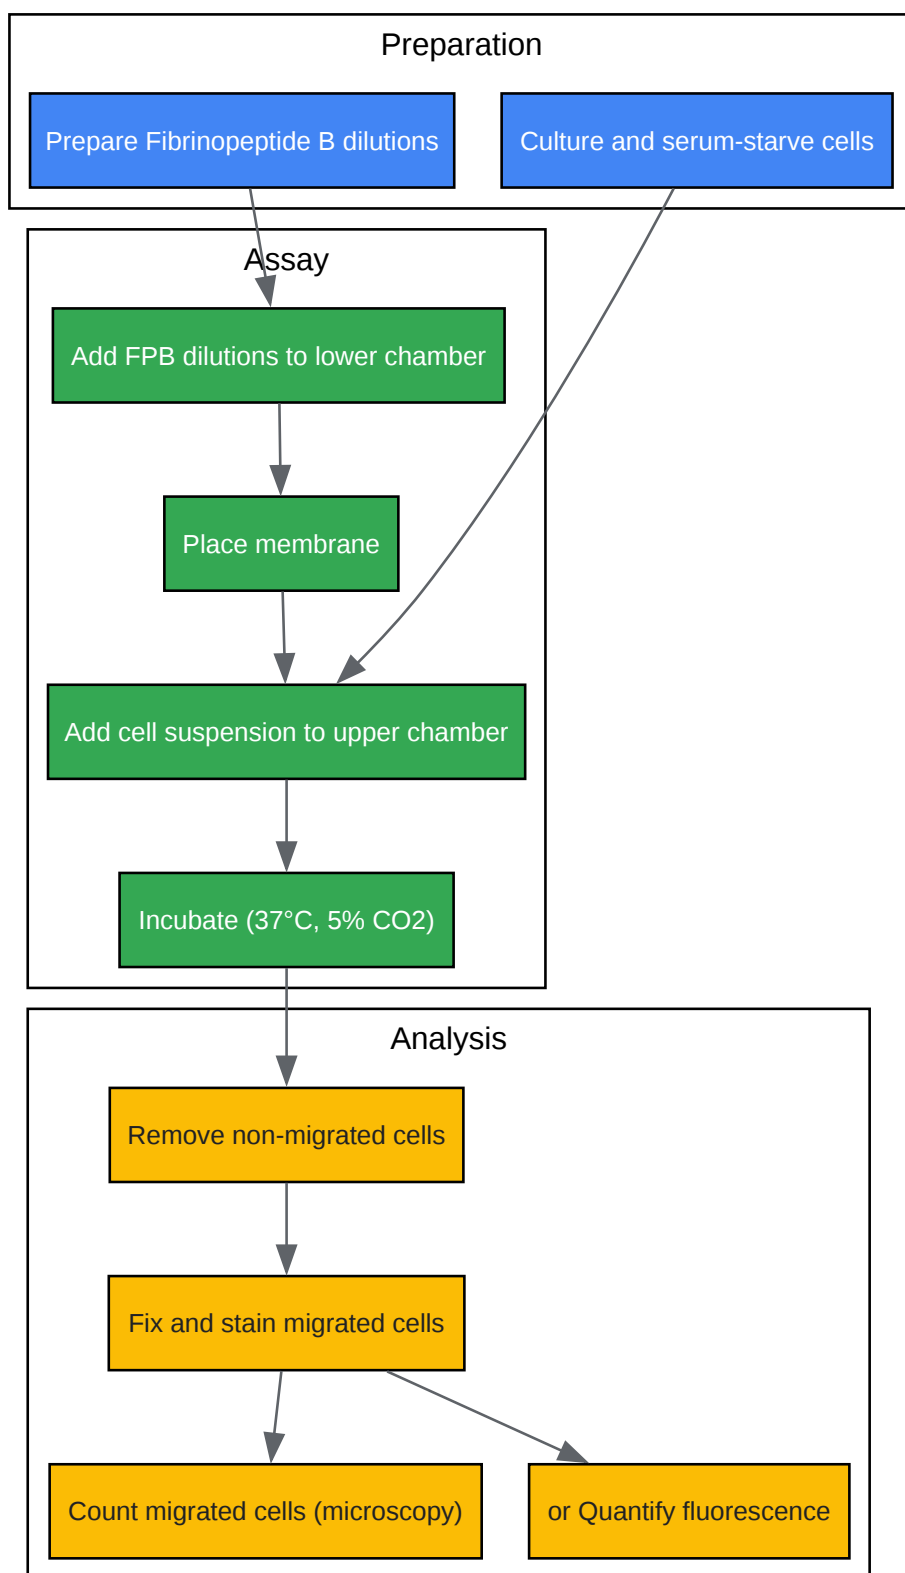 Preparation
Prepare Fibrinopeptide B dilutions
Culture and serum-starve cells
Assay
Add FPB dilutions to lower chamber
Place membrane
Add cell suspension to upper chamber
Incubate (37°C, 5% CO2)
Analysis
Remove non-migrated cells
Fix and stain migrated cells
Count migrated cells (microscopy)
or Quantify fluorescence